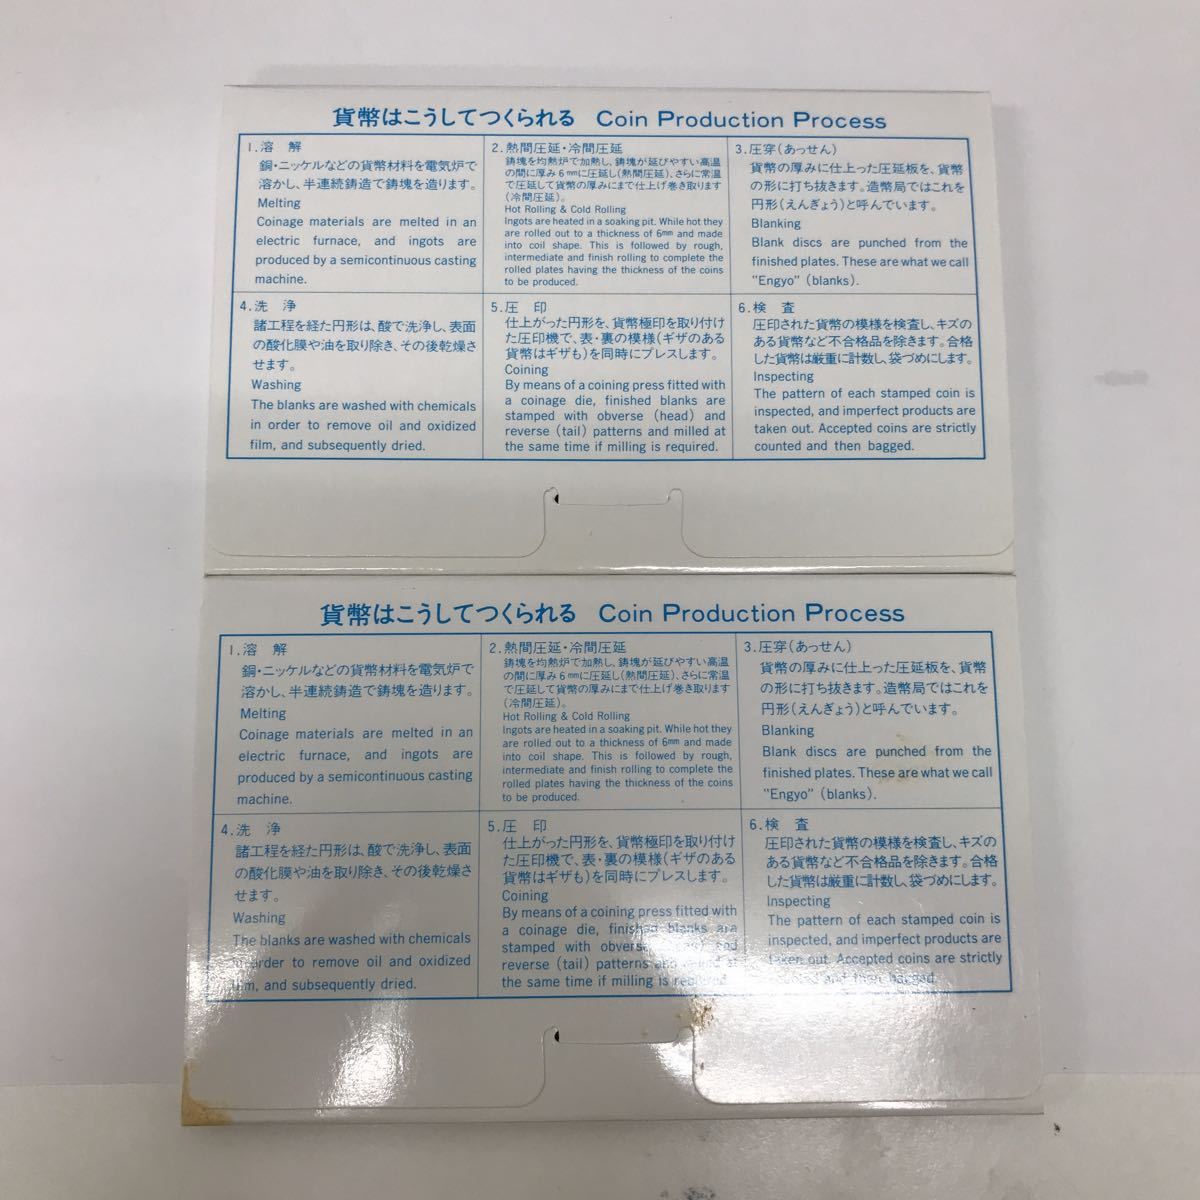 貨幣はこうしてつくられる Coin Production Process
1.溶 解
銅・ニッケルなどの貨幣材料を電気炉で
溶かし、半連続鋳造で鋳塊を造ります。
Melting
Coinage materials are melted in an
electric furnace, and ingots are
produced by a semicontinuous casting
machine.
2.熱間圧延・冷間圧延
鋳塊を均熱炉で加熱し、鋳塊が延びやすい高温
の間に厚み6mmに圧延し(熱間圧延)、さらに常温
で圧延して貨幣の厚みにまで仕上げ巻き取ります
(冷間圧延)。
Hot Rolling & Cold Rolling
Ingots are heated in a soaking pit. While hot they
are rolled out to a thickness of 6mm and made
into coil shape. This is followed by rough,
intermediate and finish rolling to complete the
rolled plates having the thickness of the coins
to be produced.
3.圧穿(あっせん)
貨幣の厚みに仕上った圧延板を、貨幣
の形に打ち抜きます。造幣局ではこれを
円形(えんぎょう)と呼んでいます。
Blanking
Blank discs are punched from the
finished plates. These are what we call
"Engyo" (blanks).
4.洗 浄
諸工程を経た円形は、酸で洗浄し、表面
の酸化膜や油を取り除き、その後乾燥さ
せます。
Washing
The blanks are washed with chemicals
in order to remove oil and oxidized
film, and subsequently dried.
5.圧 印
仕上がった円形を、貨幣極印を取り付け
た圧印機で、表・裏の模様(ギザのある
貨幣はギザも)を同時にプレスします。
Coining
By means of a coining press fitted with
a coinage die, finished blanks are
stamped with obverse (head) and
reverse (tail) patterns and milled at
the same time if milling is required.
6.検 査
圧印された貨幣の模様を検査し、キズの
ある貨幣など不合格品を除きます。合格
した貨幣は厳重に計数し、袋づめにします。
Inspecting
The pattern of each stamped coin is
inspected, and imperfect products are
taken out. Accepted coins are strictly
counted and then bagged.
貨幣はこうしてつくられる Coin Production Process
1.溶 解
銅・ニッケルなどの貨幣材料を電気炉で
溶かし、半連続鋳造で鋳塊を造ります。
Melting
Coinage materials are melted in an
electric furnace, and ingots are
produced by a semicontinuous casting
machine.
2.熱間圧延・冷間圧延
鋳塊を均熱炉で加熱し、鋳塊が延びやすい高温
の間に厚み6mmに圧延し(熱間圧延)、さらに常温
で圧延して貨幣の厚みにまで仕上げ巻き取ります
(冷間圧延)。
Hot Rolling & Cold Rolling
Ingots are heated in a soaking pit. While hot they
are rolled out to a thickness of 6mm and made
into coil shape. This is followed by rough,
intermediate and finish rolling to complete the
rolled plates having the thickness of the coins
to be produced.
3.圧穿(あっせん)
貨幣の厚みに仕上った圧延板を、貨幣
の形に打ち抜きます。造幣局ではこれを
円形(えんぎょう)と呼んでいます。
Blanking
Blank discs are punched from the
finished plates. These are what we call
"Engyo" (blanks).
4.洗 浄
諸工程を経た円形は、酸で洗浄し、表面
の酸化膜や油を取り除き、その後乾燥さ
せます。
Washing
The blanks are washed with chemicals
order to remove oil and oxidized
film, and subsequently dried.
5.圧 印
仕上がった円形を、貨幣極印を取り付け
た圧印機で、表・裏の模様(ギザのある
貨幣はギザも)を同時にプレスします。
Coining
By means of a coining press fitted with
a coinage die, finished blanks are
stamped with obverse and
reverse (tail) patterns at
the same time if milling is required.
6.検 査
圧印された貨幣の模様を検査し、キズの
ある貨幣など不合格品を除きます。合格
した貨幣は厳重に計数し、袋づめにします。
Inspecting
The pattern of each stamped coin is
inspected, and imperfect products are
taken out. Accepted coins are strictly
and then bagged.